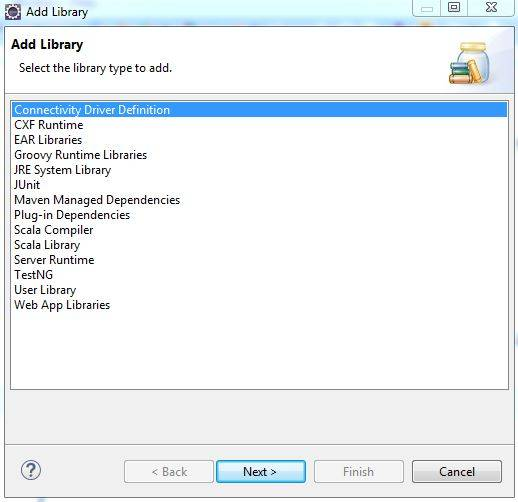 Add Library
Add Library
Select the library type to add.
Connectivity Driver Definition
CXF Runtime
EAR Libraries
Groovy Runtime Libraries
JRE System Library
JUnit
Maven Managed Dependencies
Plug-in Dependencies
Scala Compiler
Scala Library
Server Runtime
TestNG
User Library
Web App Libraries
? < Back Next > Finish Cancel